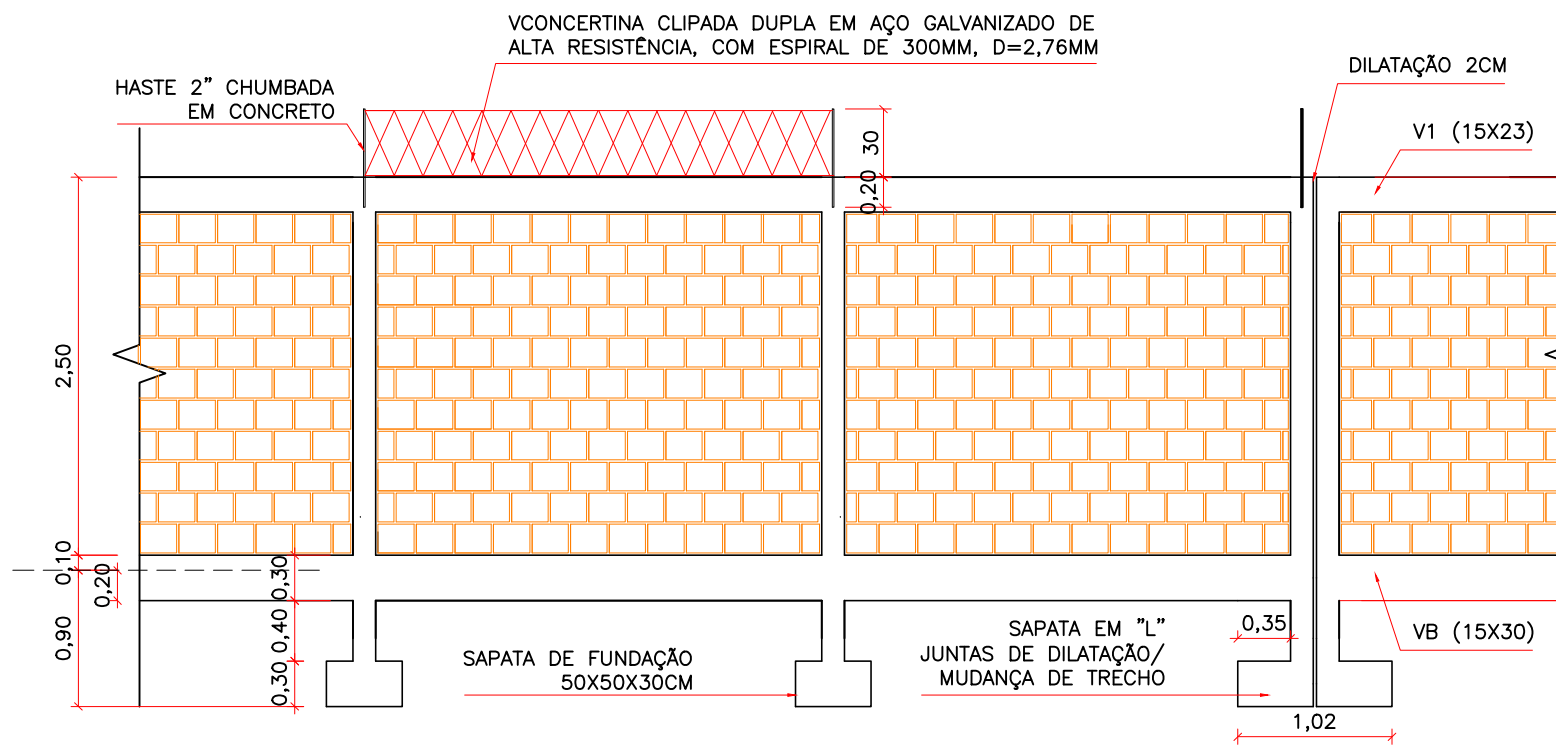 VCONCERTINA CLIPADA DUPLA EM AÇO GALVANIZADO DE
ALTA RESISTÊNCIA, COM ESPIRAL DE 300MM, D=2,76MM
HASTE 2" CHUMBADA
EM CONCRETO
DILATAÇÃO 2CM
V1 (15X23)
30
0,20
2,50
0,10
0,20
0,90
0,30
0,40
0,30
SAPATA DE FUNDAÇÃO
50X50X30CM
SAPATA EM "L"
JUNTAS DE DILATAÇÃO/
MUDANÇA DE TRECHO
0,35
VB (15X30)
1,02